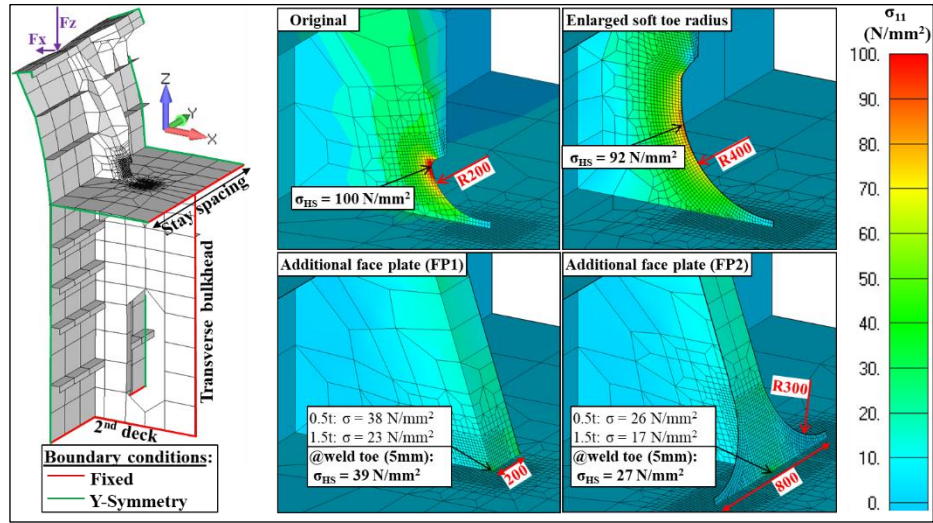 Fz
Fx
Z
Y
X
Stay spacing
Transverse bulkhead
2nd deck
Boundary conditions:
Fixed
Y-Symmetry
Original
σHS = 100 N/mm²
R200
Enlarged soft toe radius
σHS = 92 N/mm²
R400
Additional face plate (FP1)
0.5t: σ = 38 N/mm²
1.5t: σ = 23 N/mm²
@weld toe (5mm):
σHS = 39 N/mm²
200
Additional face plate (FP2)
0.5t: σ = 26 N/mm²
1.5t: σ = 17 N/mm²
@weld toe (5mm):
σHS = 27 N/mm²
R300
800
σ11
(N/mm²)
100.
90.
80.
70.
60.
50.
40.
30.
20.
10.
0.